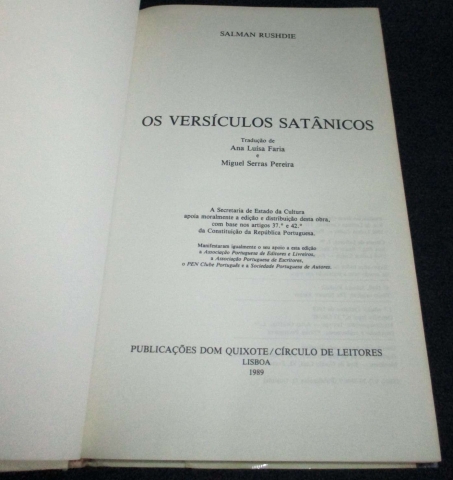 SALMAN RUSHDIE
OS VERSÍCULOS SATÂNICOS
Tradução de
Ana Luísa Faria
e
Miguel Serras Pereira
A Secretaria de Estado da Cultura
apoia moralmente a edição e distribuição desta obra,
com base nos artigos 37.º e 42.º
da Constituição da República Portuguesa.
Manifestaram igualmente o seu apoio a esta edição
a Associação Portuguesa de Editores e Livreiros,
a Associação Portuguesa de Escritores,
o PEN Clube Português e a Sociedade Portuguesa de Autores.
PUBLICAÇÕES DOM QUIXOTE/CÍRCULO DE LEITORES
LISBOA
1989